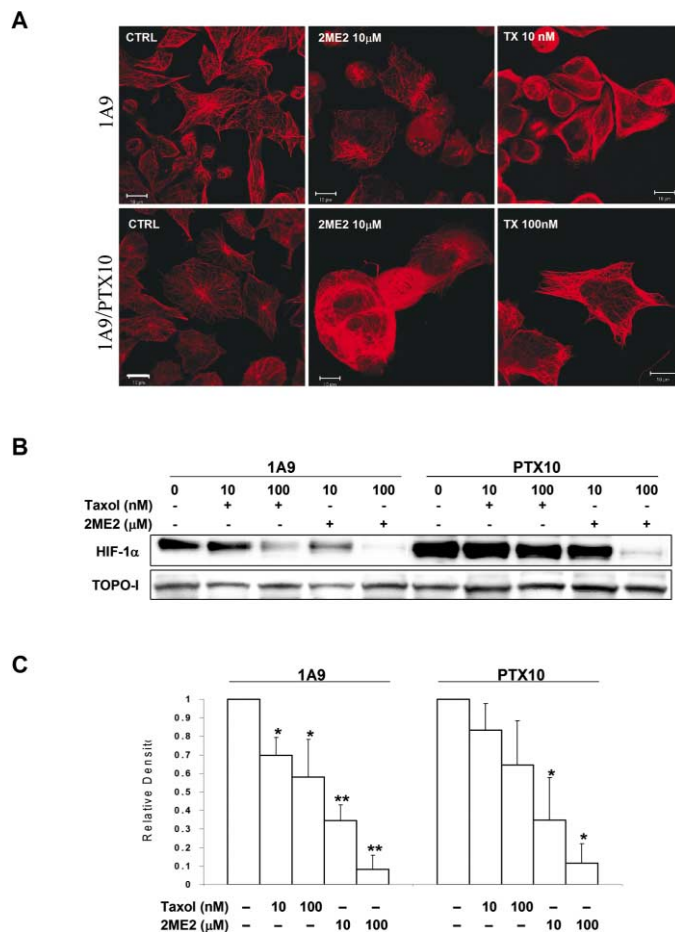 A
1A9
CTRL
2ME2 10µM
TX 10 nM
1A9/PTX10
CTRL
2ME2 10µM
TX 100nM
B
1A9 PTX10
0 10 100 10 100 0 10 100 10 100
Taxol (nM) - + + - - - + + - -
2ME2 (µM) - - - + + - - - + +
HIF-1α
TOPO-I
C
1A9 PTX10
Relative
1
0.9
0.8
0.7
0.6
0.5
0.4
0.3
0.2
0.1
0
* * ** ** * *
Taxol (nM) – 10 100 – – – 10 100 – –
2ME2 (µM) – – – 10 100 – – – 10 100